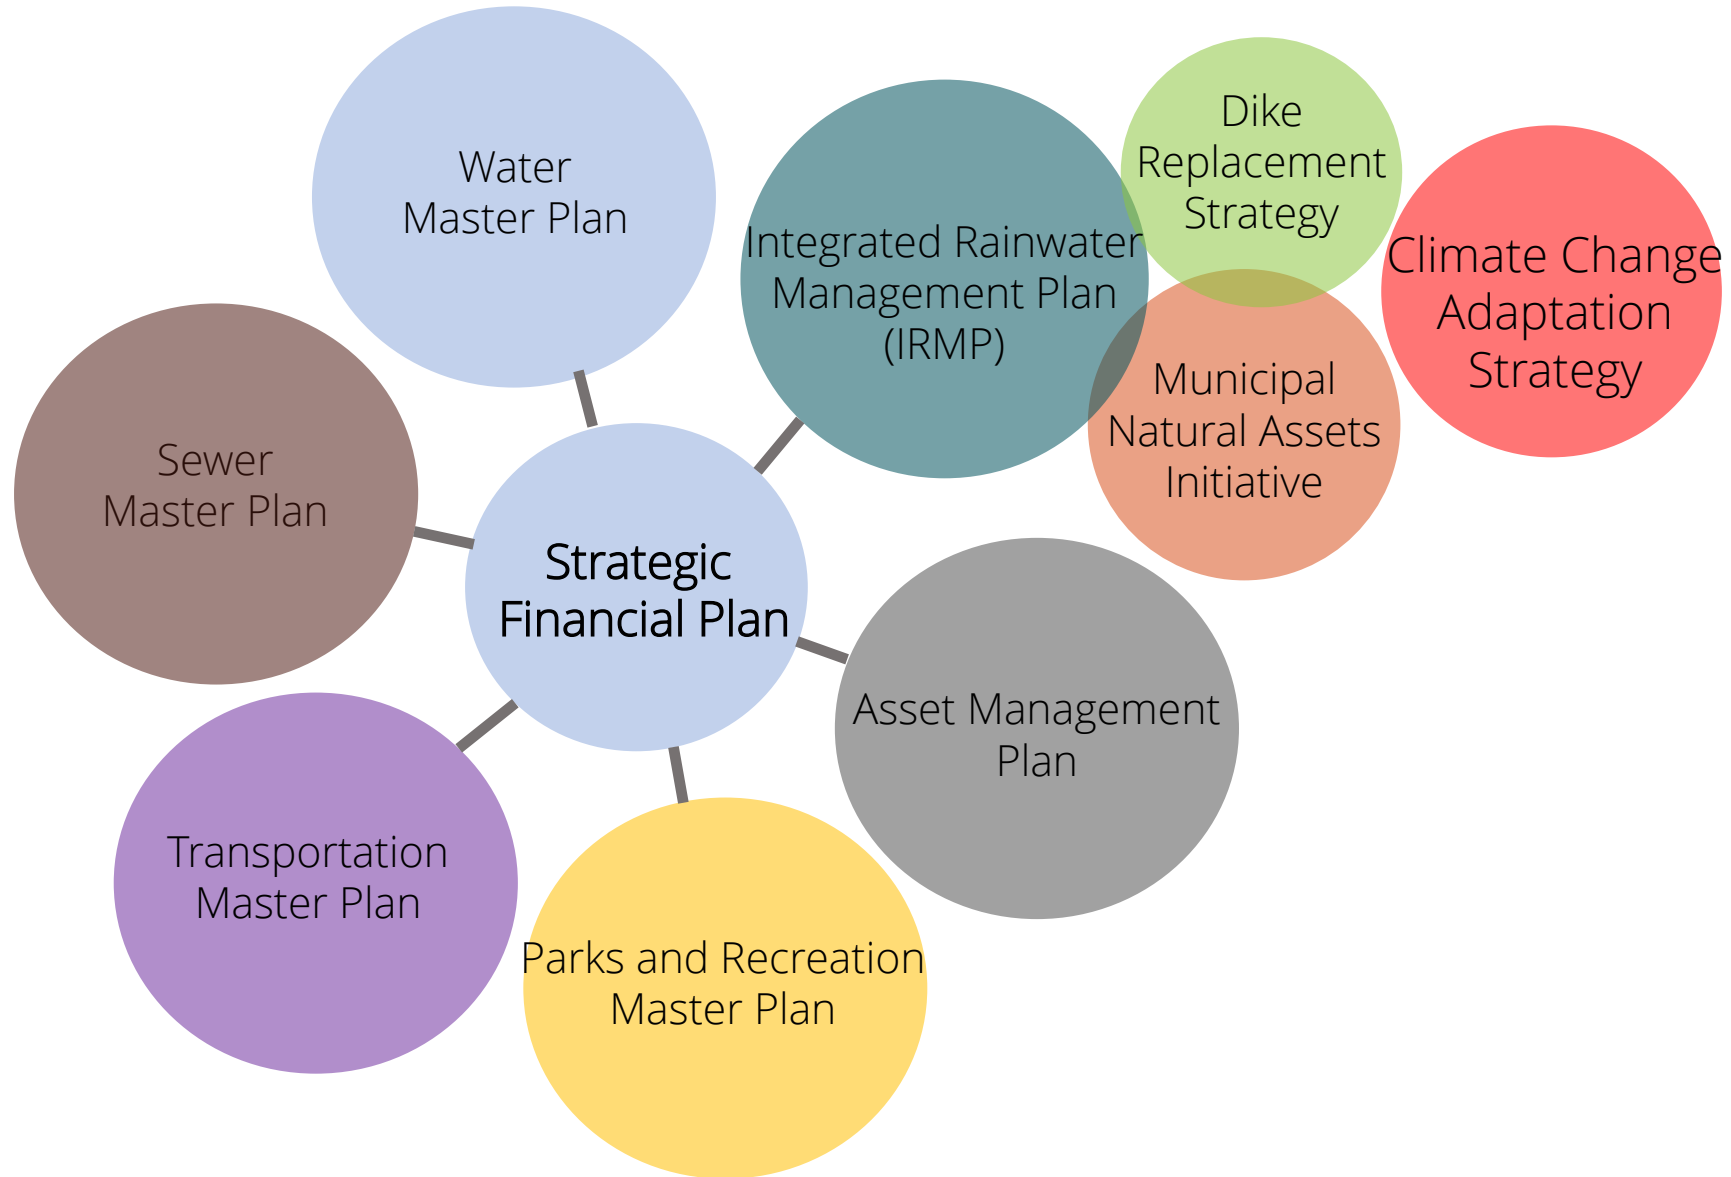 Water
Master Plan
Integrated Rainwater
Management Plan
(IRMP)
Dike
Replacement
Strategy
Climate Change
Adaptation
Strategy
Municipal
Natural Assets
Initiative
Sewer
Master Plan
Strategic
Financial Plan
Asset Management
Plan
Transportation
Master Plan
Parks and Recreation
Master Plan